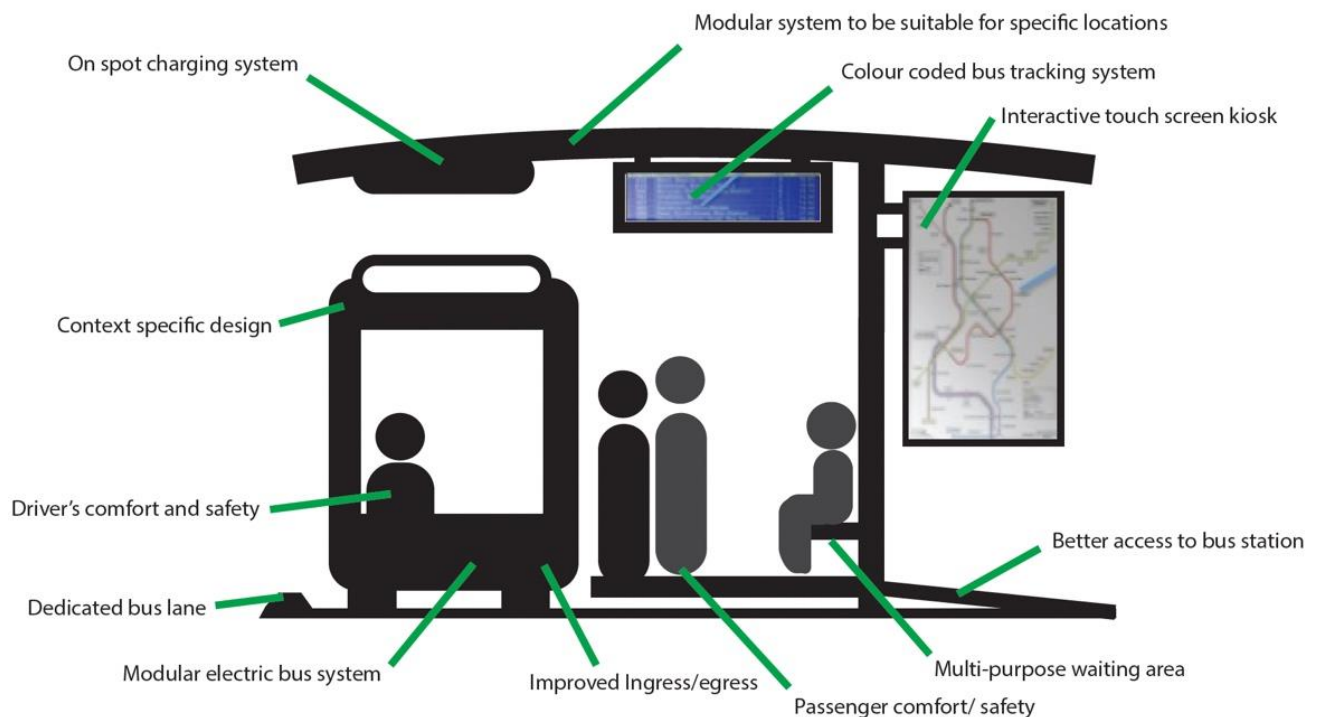 Modular system to be suitable for specific locations
On spot charging system
Colour coded bus tracking system
Interactive touch screen kiosk
Context specific design
Driver's comfort and safety
Better access to bus station
Dedicated bus lane
Modular electric bus system
Improved Ingress/egress
Multi-purpose waiting area
Passenger comfort/ safety